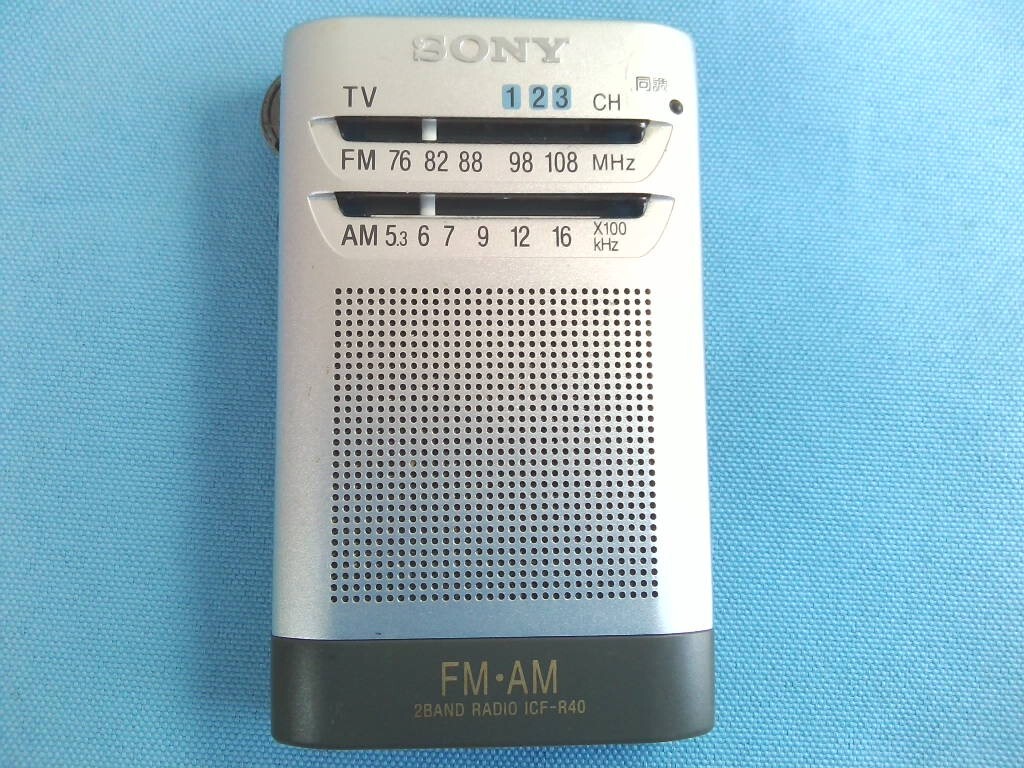 SONY
同調
TV 1 2 3 CH
FM 76 82 88 98 108 MHz
AM 5.3 6 7 9 12 16 X100 kHz
FM•AM
2BAND RADIO ICF-R40